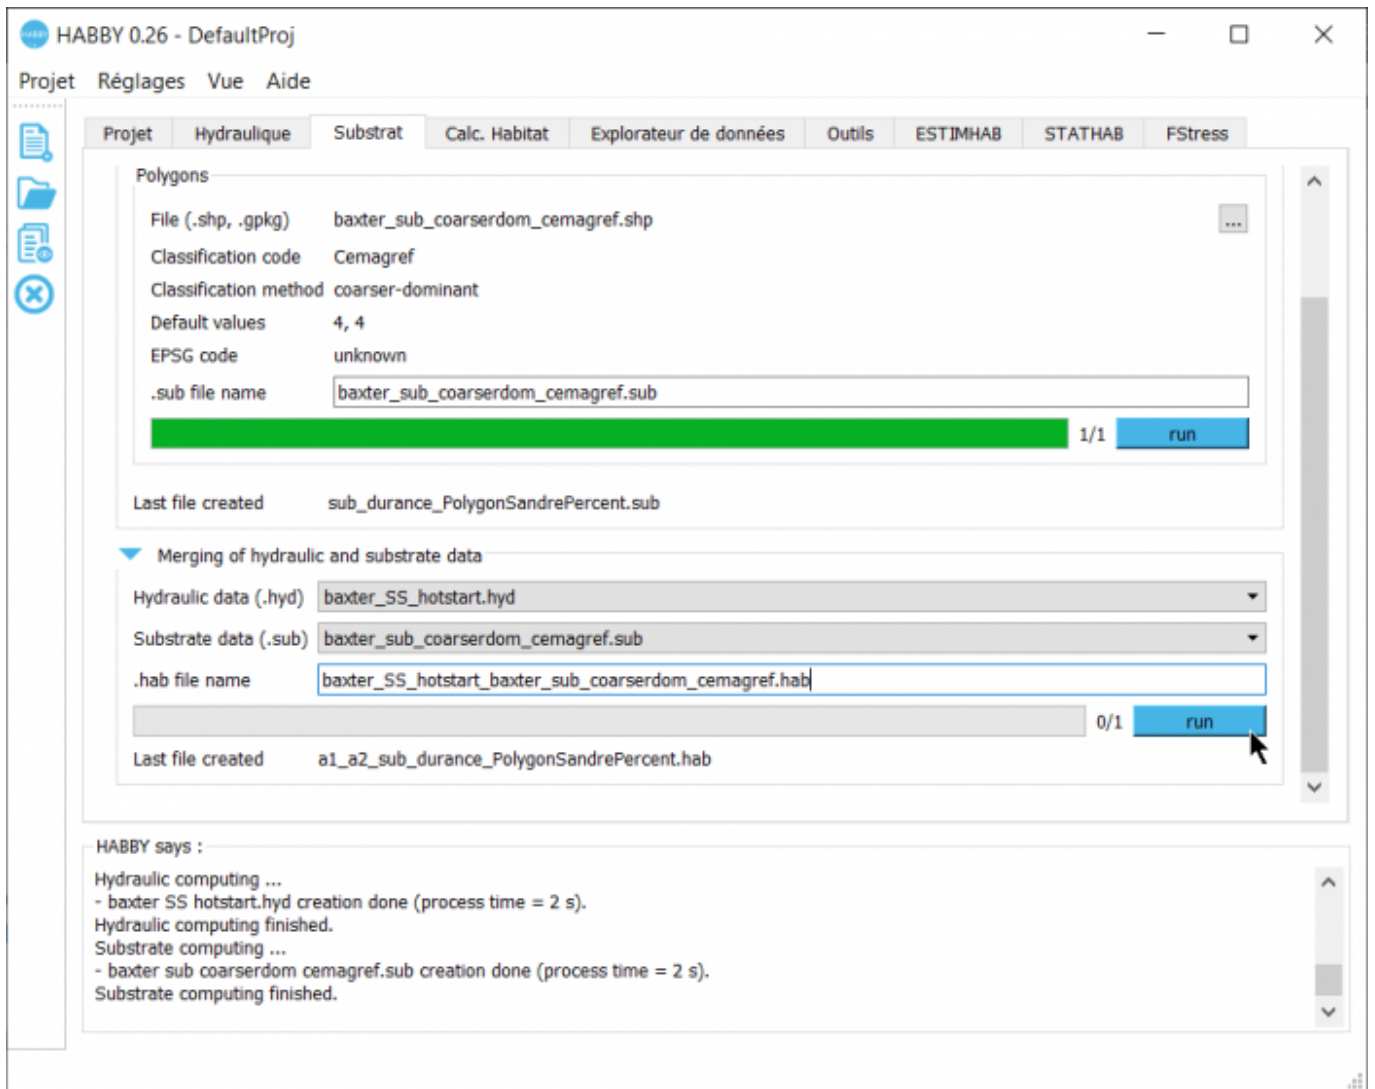 HABBY 0.26 - DefaultProj
Projet Réglages Vue Aide
Projet Hydraulique Substrat Calc. Habitat Explorateur de données Outils ESTIMHAB STATHAB FStress
Polygons
File (.shp, .gpkg) baxter_sub_coarserdom_cemagref.shp ...
Classification code Cemagref
Classification method coarser-dominant
Default values 4, 4
EPSG code unknown
.sub file name baxter_sub_coarserdom_cemagref.sub
1/1 run
Last file created sub_durance_PolygonSandrePercent.sub
Merging of hydraulic and substrate data
Hydraulic data (.hyd) baxter_SS_hotstart.hyd
Substrate data (.sub) baxter_sub_coarserdom_cemagref.sub
.hab file name baxter_SS_hotstart_baxter_sub_coarserdom_cemagref.hab
0/1 run
Last file created a1_a2_sub_durance_PolygonSandrePercent.hab
HABBY says :
Hydraulic computing ...
- baxter SS hotstart.hyd creation done (process time = 2 s).
Hydraulic computing finished.
Substrate computing ...
- baxter sub coarserdom cemagref.sub creation done (process time = 2 s).
Substrate computing finished.